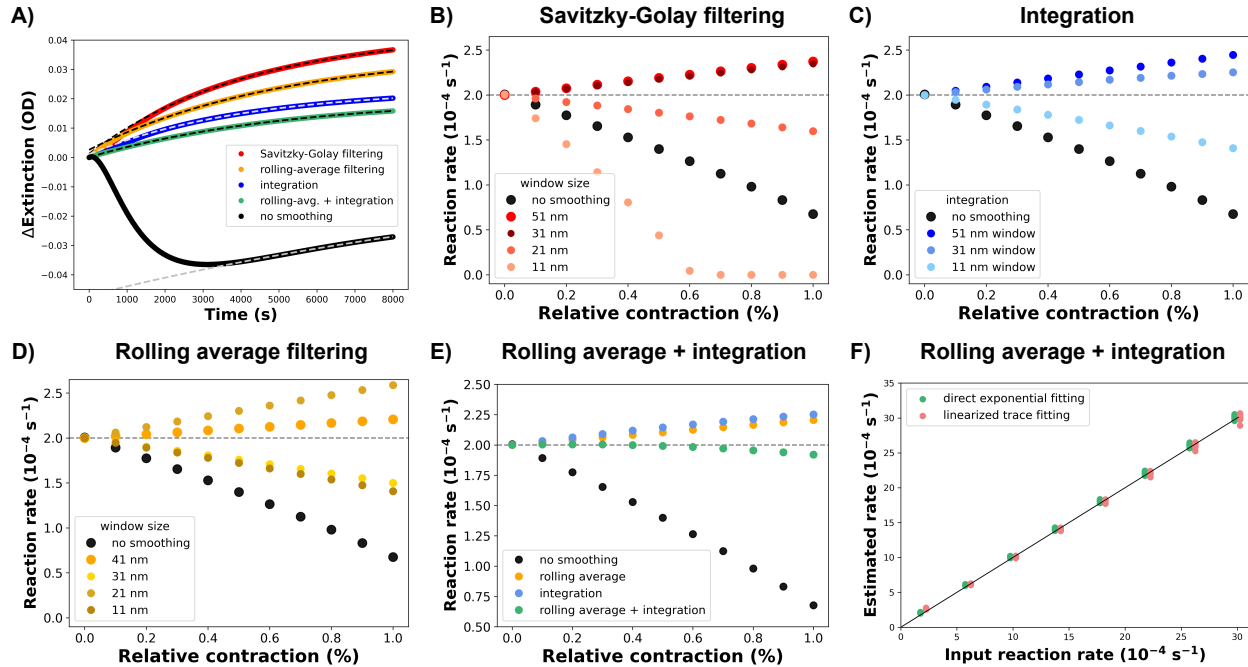 A)
0.04
0.03
0.02
0.01
0.00
−0.01
−0.02
−0.03
−0.04
ΔExtinction (OD)
Savitzky-Golay filtering
rolling-average filtering
integration
rolling-avg. + integration
no smoothing
0 1000 2000 3000 4000 5000 6000 7000 8000
Time (s)
B)
Savitzky-Golay filtering
2.5
2.0
1.5
1.0
0.5
0.0
Reaction rate (10⁻⁴ s⁻¹)
window size
no smoothing
51 nm
31 nm
21 nm
11 nm
0.0 0.2 0.4 0.6 0.8 1.0
Relative contraction (%)
C)
Integration
2.5
2.0
1.5
1.0
0.5
0.0
Reaction rate (10⁻⁴ s⁻¹)
integration
no smoothing
51 nm window
31 nm window
11 nm window
0.0 0.2 0.4 0.6 0.8 1.0
Relative contraction (%)
D)
Rolling average filtering
2.5
2.0
1.5
1.0
0.5
0.0
Reaction rate (10⁻⁴ s⁻¹)
window size
no smoothing
41 nm
31 nm
21 nm
11 nm
0.0 0.2 0.4 0.6 0.8 1.0
Relative contraction (%)
E)
Rolling average + integration
2.50
2.25
2.00
1.75
1.50
1.25
1.00
0.75
0.50
Reaction rate (10⁻⁴ s⁻¹)
no smoothing
rolling average
integration
rolling average + integration
0.0 0.2 0.4 0.6 0.8 1.0
Relative contraction (%)
F)
Rolling average + integration
35
30
25
20
15
10
5
0
Estimated rate (10⁻⁴ s⁻¹)
direct exponential fitting
linearized trace fitting
0 5 10 15 20 25 30
Input reaction rate (10⁻⁴ s⁻¹)